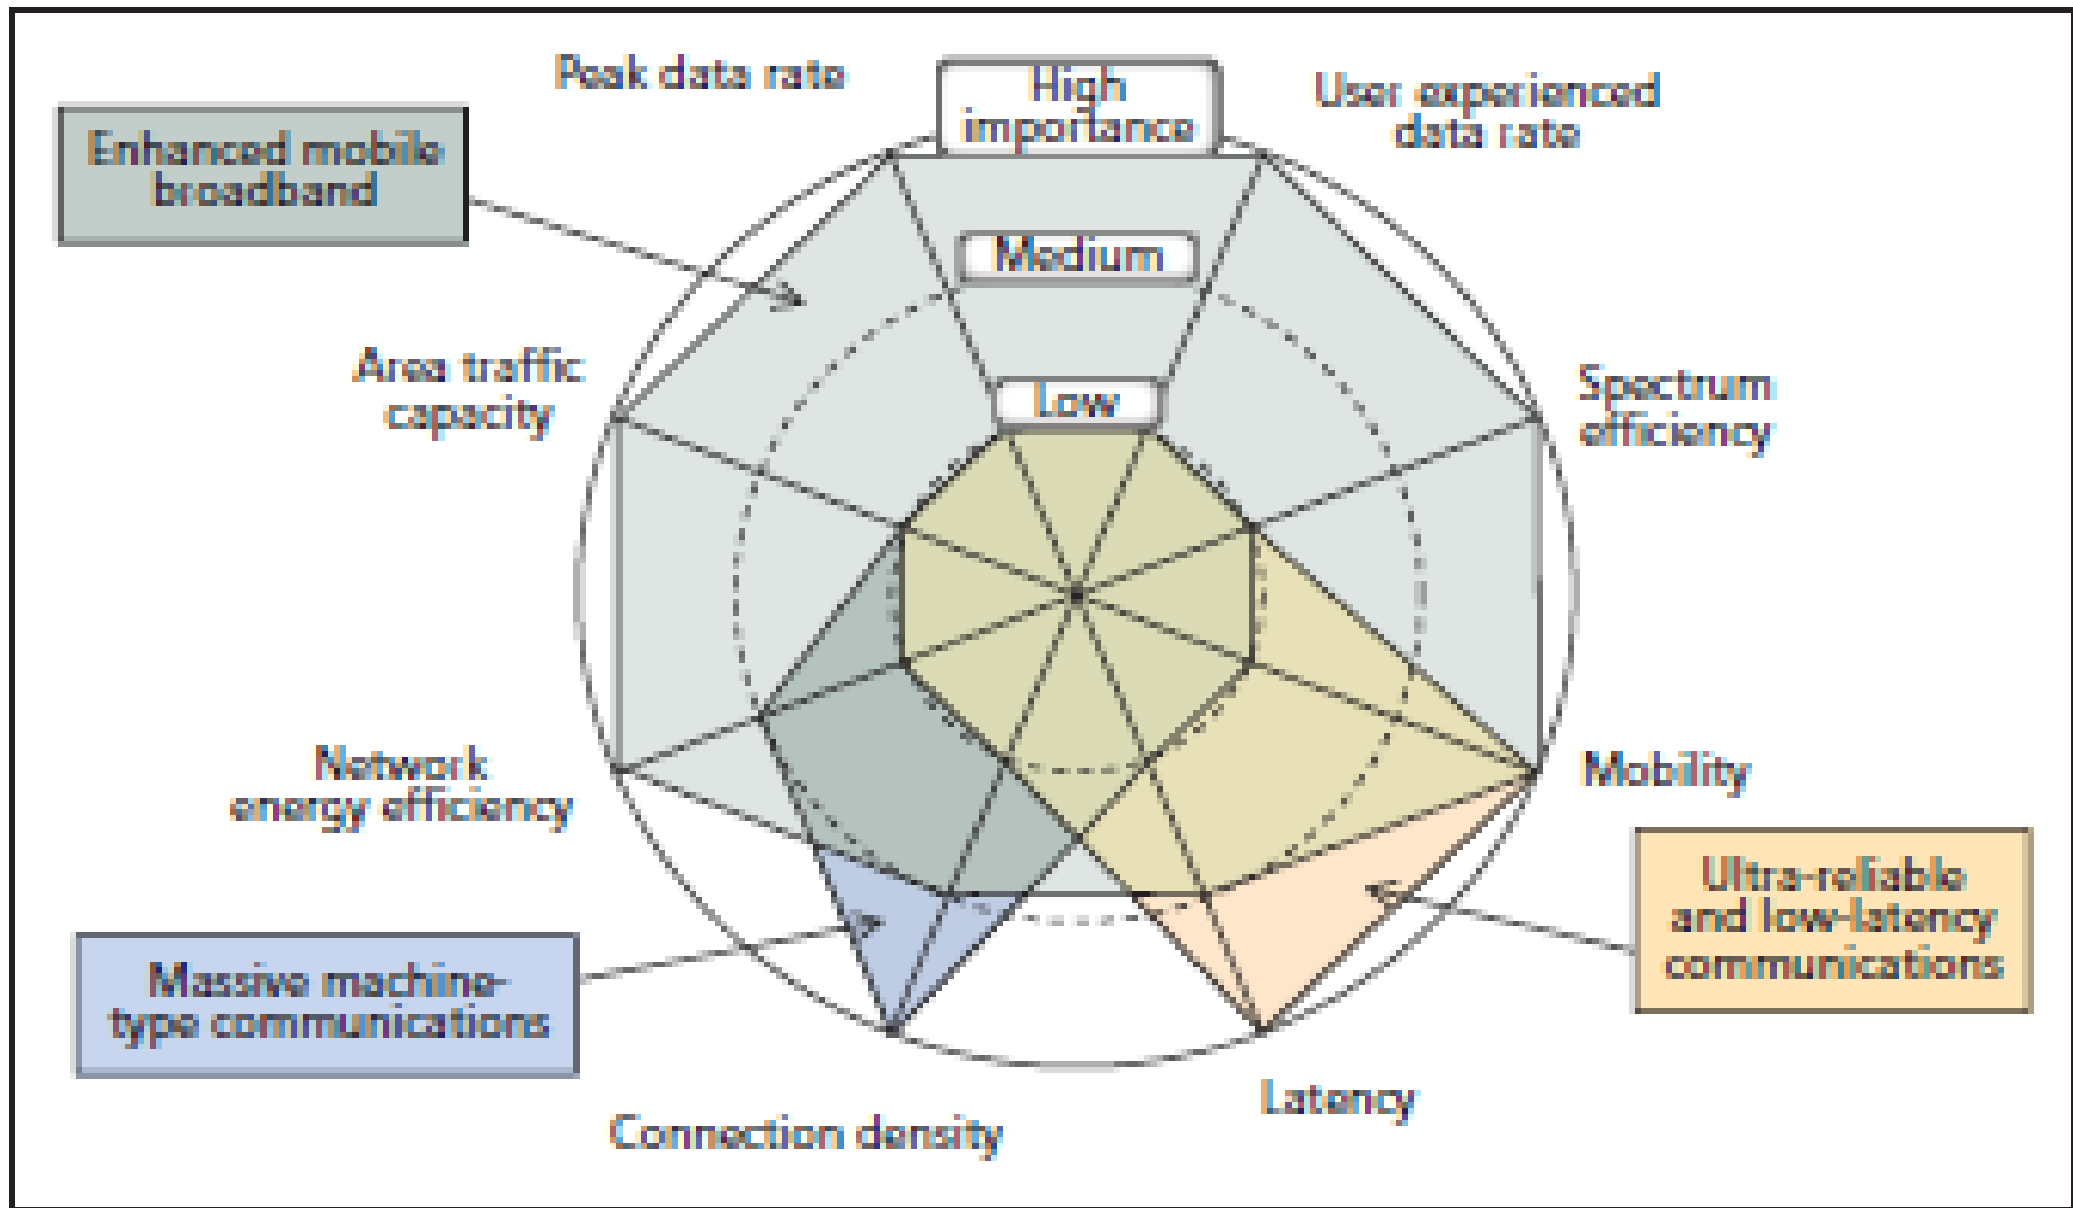 Peak data rate
High
importance
User experienced
data rate
Enhanced mobile
broadband
Medium
Area traffic
capacity
Low
Spectrum
efficiency
Network
energy efficiency
Mobility
Ultra-reliable
and low-latency
communications
Massive machine-
type communications
Latency
Connection density